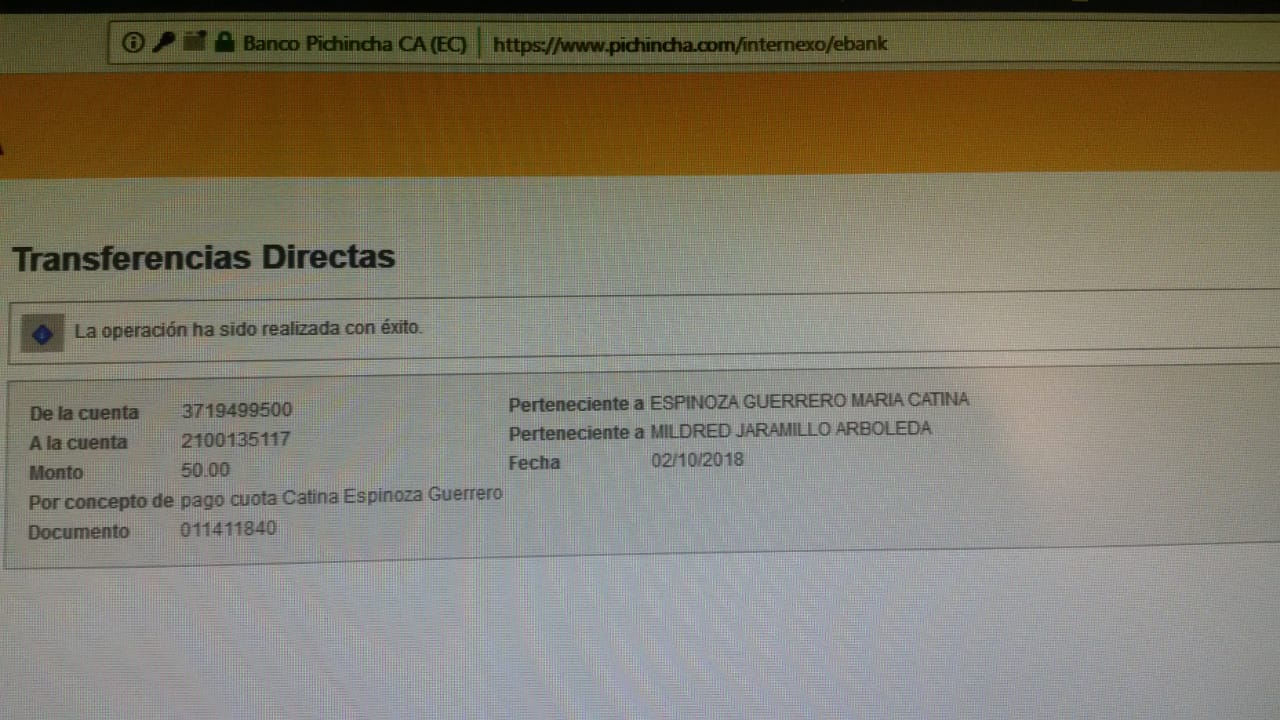 Banco Pichincha CA (EC) https://www.pichincha.com/internexo/ebank
Transferencias Directas
La operación ha sido realizada con éxito.
De la cuenta 3719499500 Perteneciente a ESPINOZA GUERRERO MARIA CATINA
A la cuenta 2100135117 Perteneciente a MILDRED JARAMILLO ARBOLEDA
Monto 50.00 Fecha 02/10/2018
Por concepto de pago cuota Catina Espinoza Guerrero
Documento 011411840